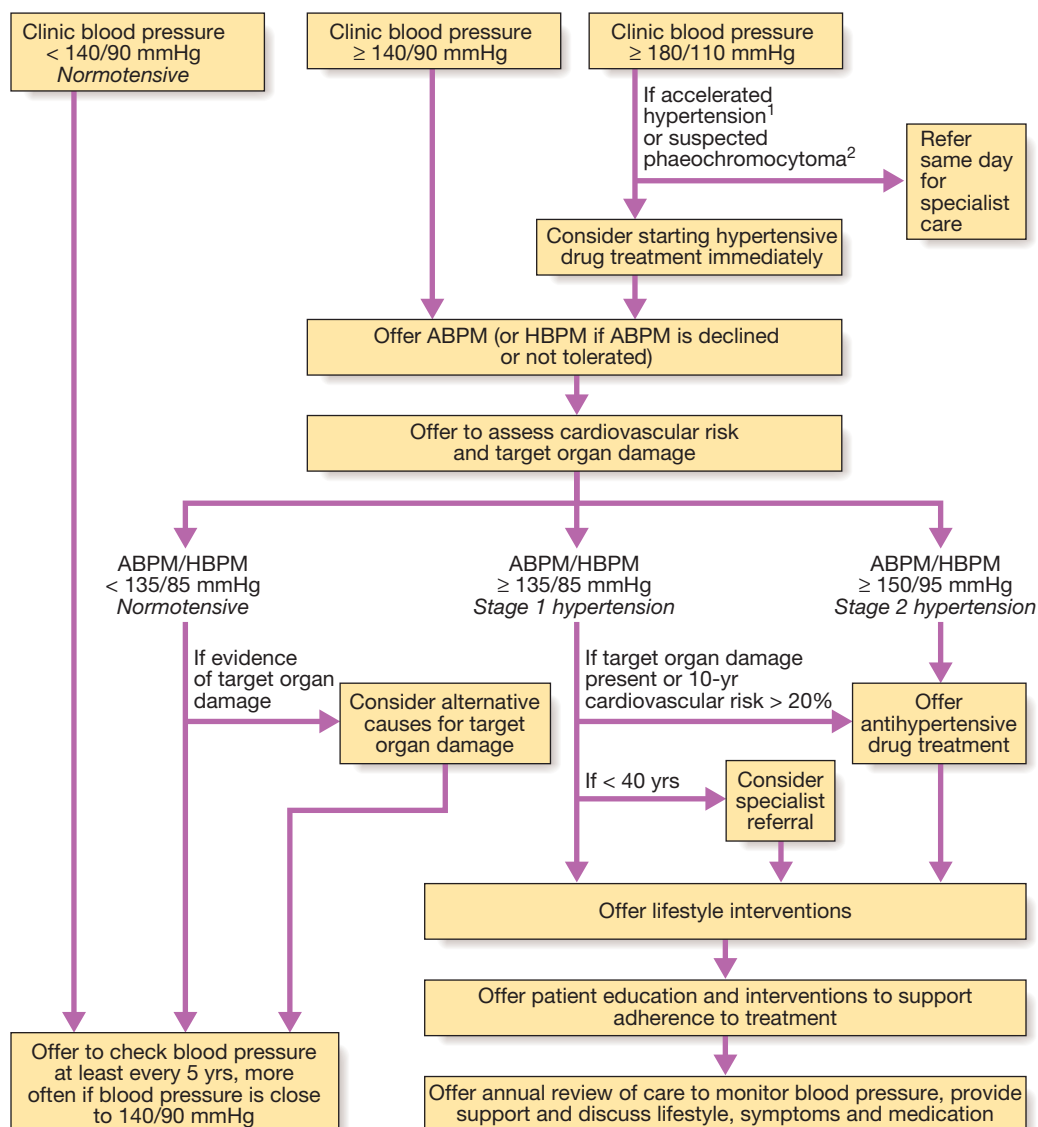 Clinic blood pressure
< 140/90 mmHg
Normotensive
Clinic blood pressure
≥ 140/90 mmHg
Clinic blood pressure
≥ 180/110 mmHg
If accelerated
hypertension1
or suspected
phaeochromocytoma2
Refer
same day
for
specialist
care
Consider starting hypertensive
drug treatment immediately
Offer ABPM (or HBPM if ABPM is declined
or not tolerated)
Offer to assess cardiovascular risk
and target organ damage
ABPM/HBPM
< 135/85 mmHg
Normotensive
ABPM/HBPM
≥ 135/85 mmHg
Stage 1 hypertension
ABPM/HBPM
≥ 150/95 mmHg
Stage 2 hypertension
If evidence
of target organ
damage
Consider alternative
causes for target
organ damage
If target organ damage
present or 10-yr
cardiovascular risk > 20%
Offer
antihypertensive
drug treatment
If < 40 yrs
Consider
specialist
referral
Offer lifestyle interventions
Offer patient education and interventions to support
adherence to treatment
Offer to check blood pressure
at least every 5 yrs, more
often if blood pressure is close
to 140/90 mmHg
Offer annual review of care to monitor blood pressure, provide
support and discuss lifestyle, symptoms and medication